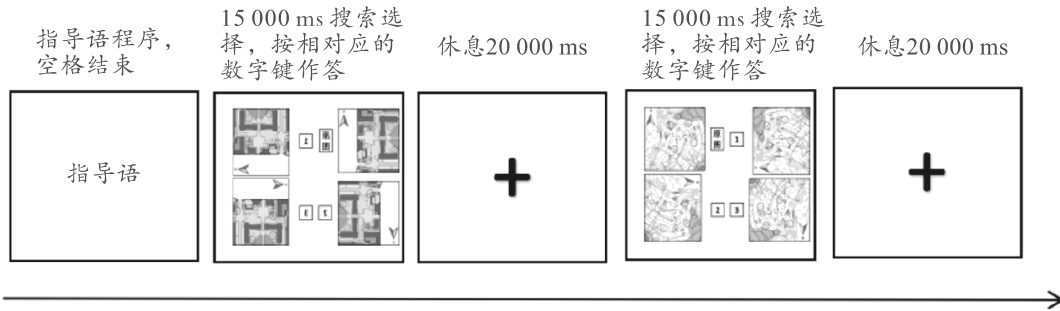 指导语程序，
空格结束
15 000 ms 搜索选
择，按相对应的
数字键作答
休息20 000 ms
15 000 ms 搜索选
择，按相对应的
数字键作答
休息20 000 ms
指导语
原图
1
2
3